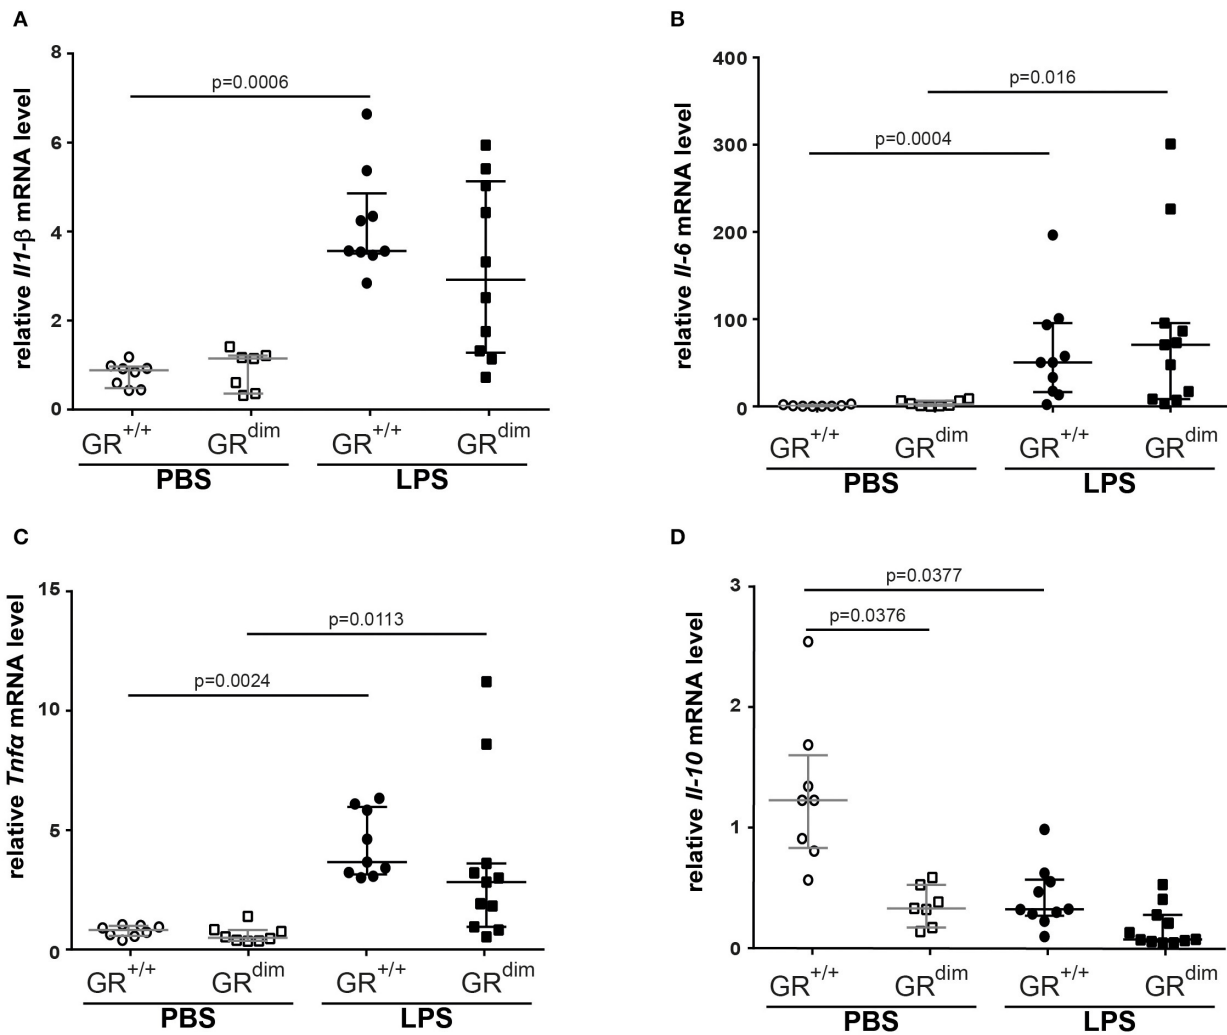 A
relative Il1-β mRNA level
8
6
4
2
0
p=0.0006
GR+/+ GRdim GR+/+ GRdim
PBS LPS
B
relative Il-6 mRNA level
400
300
200
100
0
p=0.016
p=0.0004
GR+/+ GRdim GR+/+ GRdim
PBS LPS
C
relative Tnfα mRNA level
15
10
5
0
p=0.0113
p=0.0024
GR+/+ GRdim GR+/+ GRdim
PBS LPS
D
relative Il-10 mRNA level
3
2
1
0
p=0.0377
p=0.0376
GR+/+ GRdim GR+/+ GRdim
PBS LPS